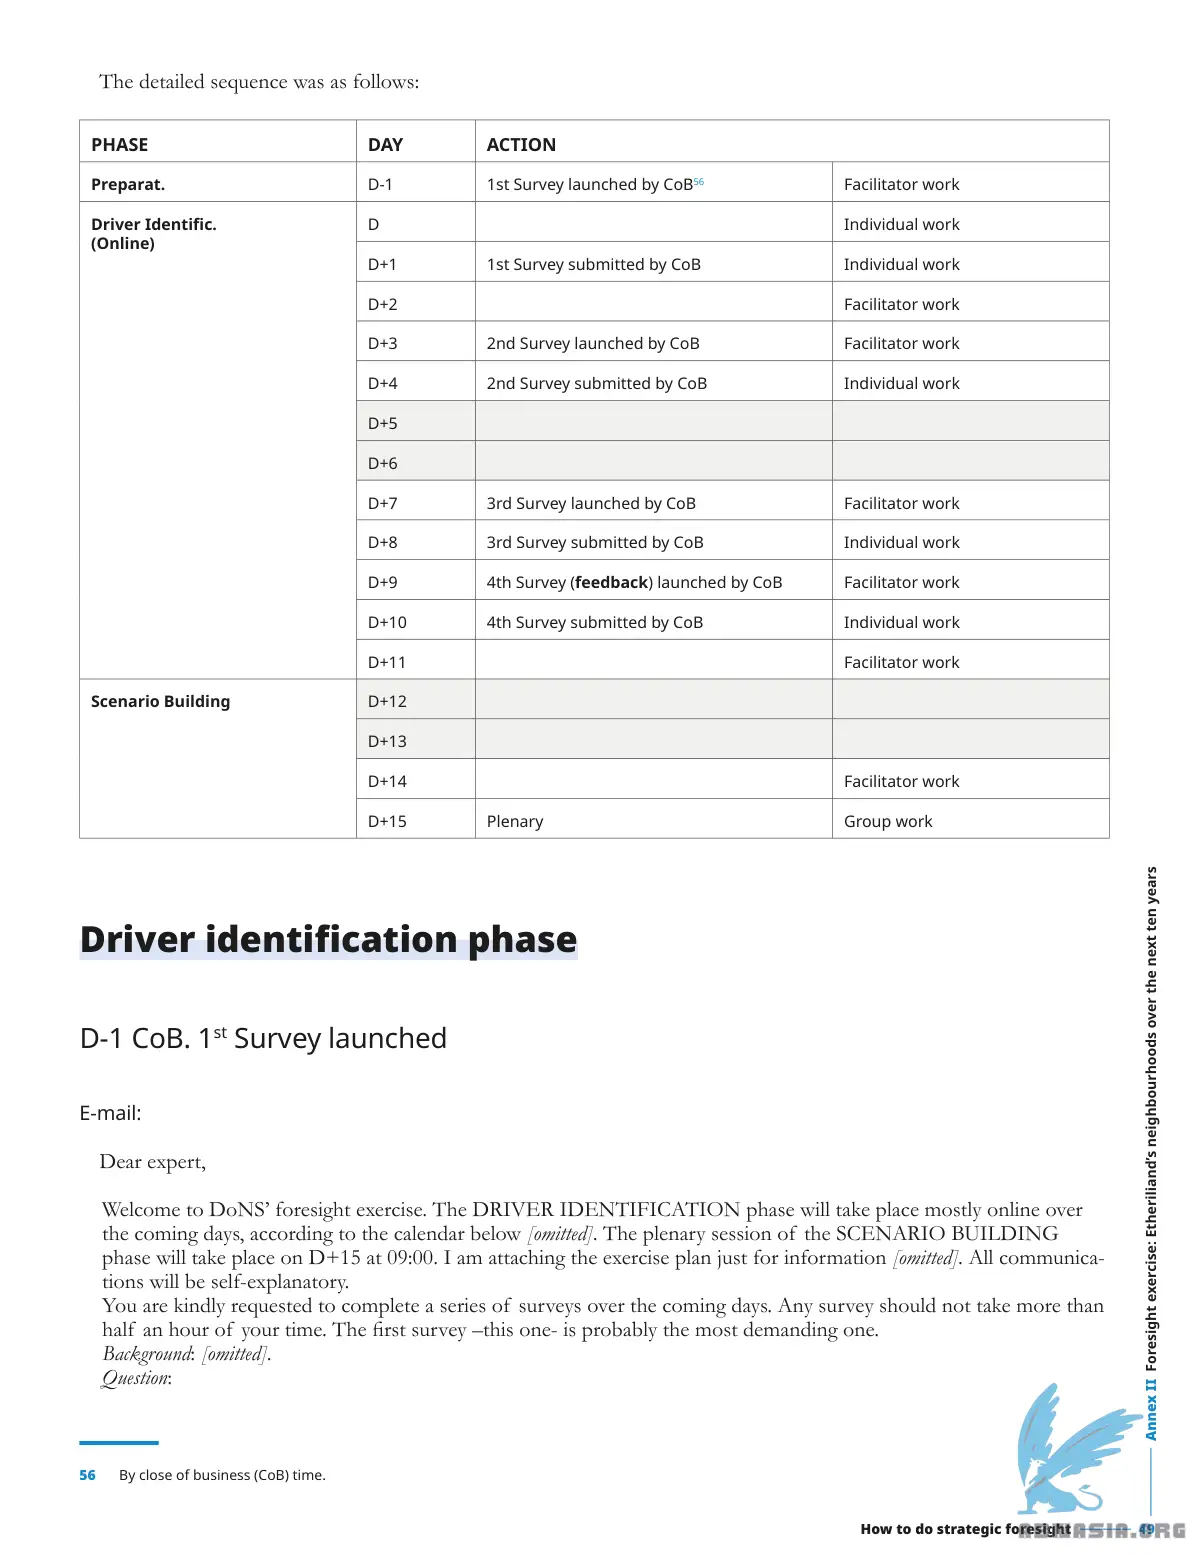 The detailed sequence was as follows:
PHASE DAY ACTION
Preparat. D-1 1st Survey launched by CoB56 Facilitator work
Driver Identific. D Individual work
(Online)
D+1 1st Survey submitted by CoB Individual work
D+2 Facilitator work
D+3 2nd Survey launched by CoB Facilitator work
D+4 2nd Survey submitted by CoB Individual work
D+5
D+6
D+7 3rd Survey launched by CoB Facilitator work
D+8 3rd Survey submitted by CoB Individual work
D+9 4th Survey (feedback) launched by CoB Facilitator work
D+10 4th Survey submitted by CoB Individual work
D+11 Facilitator work
Scenario Building D+12
D+13
D+14 Facilitator work
D+15 Plenary Group work
Driver identification phase
D-1 CoB. 1st Survey launched
E-mail:
Dear expert,
Welcome to DoNS’ foresight exercise. The DRIVER IDENTIFICATION phase will take place mostly online over
the coming days, according to the calendar below [omitted]. The plenary session of the SCENARIO BUILDING
phase will take place on D+15 at 09:00. I am attaching the exercise plan just for information [omitted]. All communica-
tions will be self-explanatory.
You are kindly requested to complete a series of surveys over the coming days. Any survey should not take more than
half an hour of your time. The first survey –this one- is probably the most demanding one.
Background: [omitted].
Question:
56 By close of business (CoB) time.
Annex II Foresight exercise: Etheriliand’s neighbourhoods over the next ten years
How to do strategic foresight 49